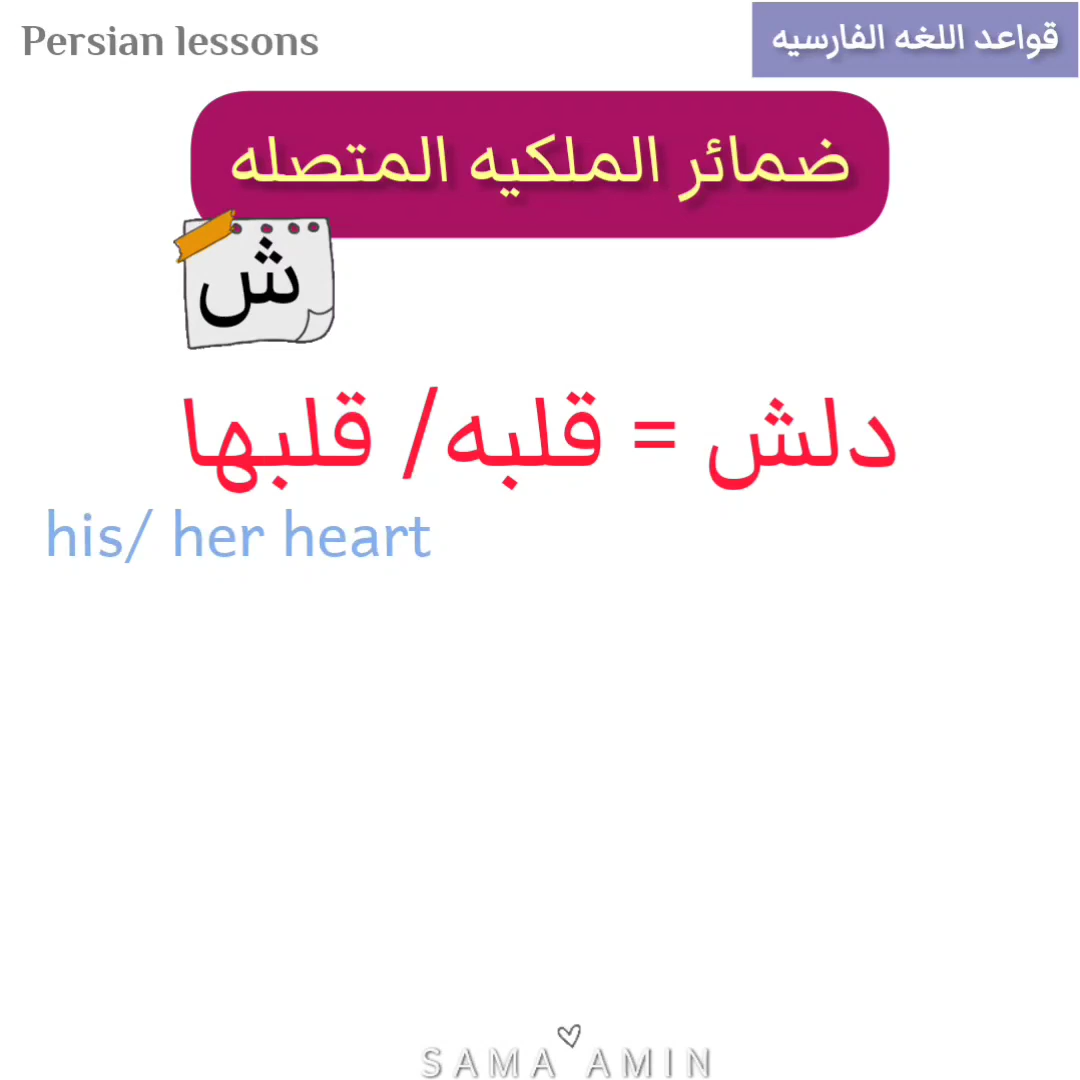 Persian lessons
قواعد اللغه الفارسيه
ضمائر الملكيه المتصله
ش
دلش = قلبه/ قلبها
his/ her heart
SAMA AMIN